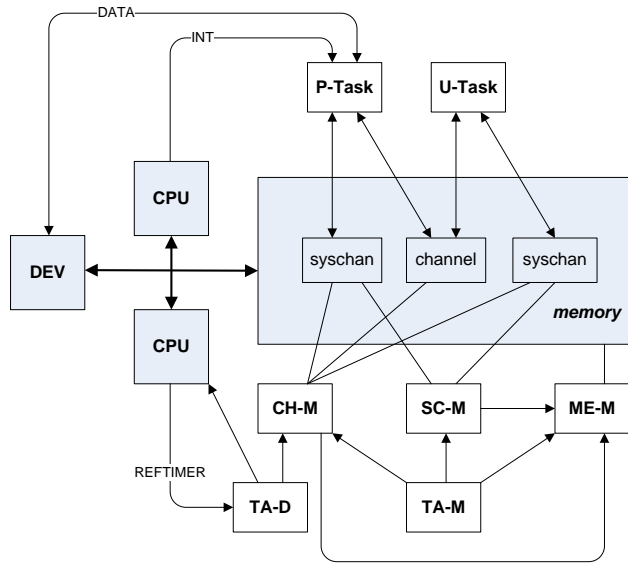 DATA
INT
P-Task
U-Task
CPU
syschan
channel
syschan
DEV
memory
CPU
CH-M
SC-M
ME-M
REFTIMER
TA-D
TA-M